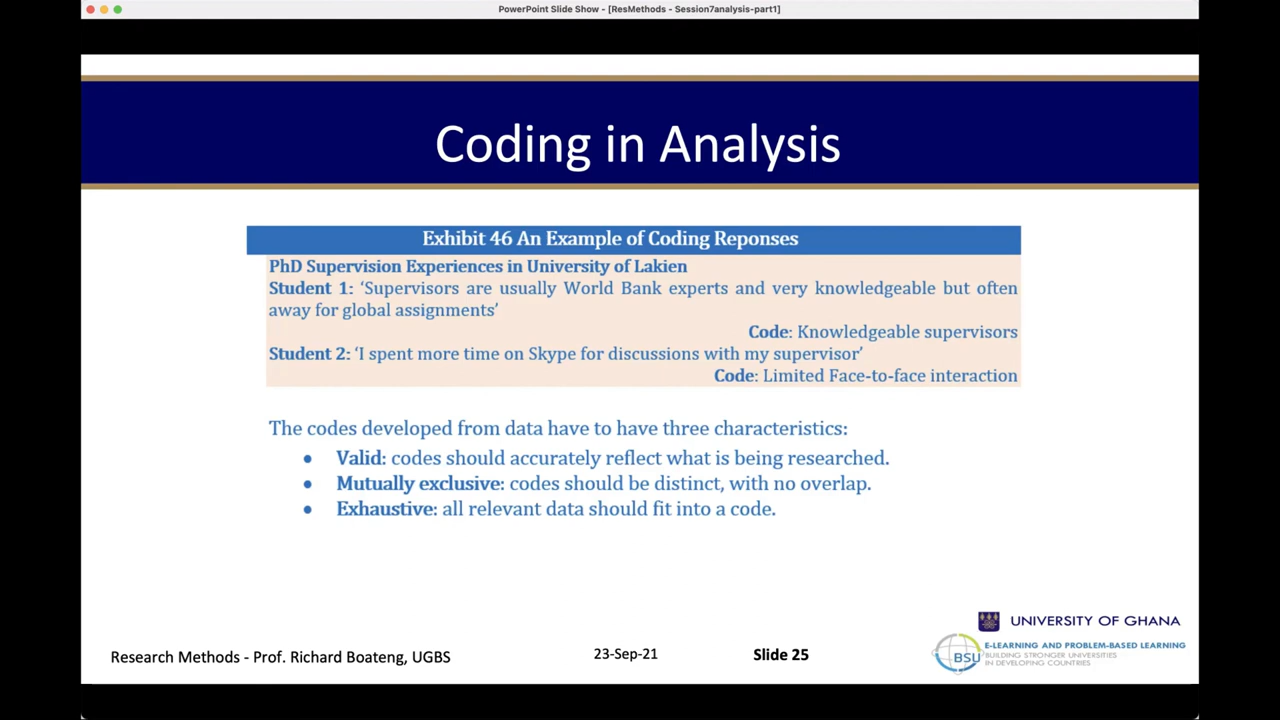 PowerPoint Slide Show - [ResMethods - Session7analysis-part1]
Coding in Analysis
Exhibit 46 An Example of Coding Reponses
PhD Supervision Experiences in University of Lakien
Student 1: ‘Supervisors are usually World Bank experts and very knowledgeable but often
away for global assignments’
Code: Knowledgeable supervisors
Student 2: ‘I spent more time on Skype for discussions with my supervisor’
Code: Limited Face-to-face interaction
The codes developed from data have to have three characteristics:
• Valid: codes should accurately reflect what is being researched.
• Mutually exclusive: codes should be distinct, with no overlap.
• Exhaustive: all relevant data should fit into a code.
UNIVERSITY OF GHANA
BSU
E-LEARNING AND PROBLEM-BASED LEARNING
BUILDING STRONGER UNIVERSITIES
IN DEVELOPING COUNTRIES
Research Methods - Prof. Richard Boateng, UGBS
23-Sep-21
Slide 25